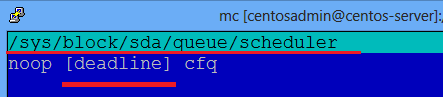 mc [centosadmin@centos-server]:
/sys/block/sda/queue/scheduler
noop [deadline] cfq